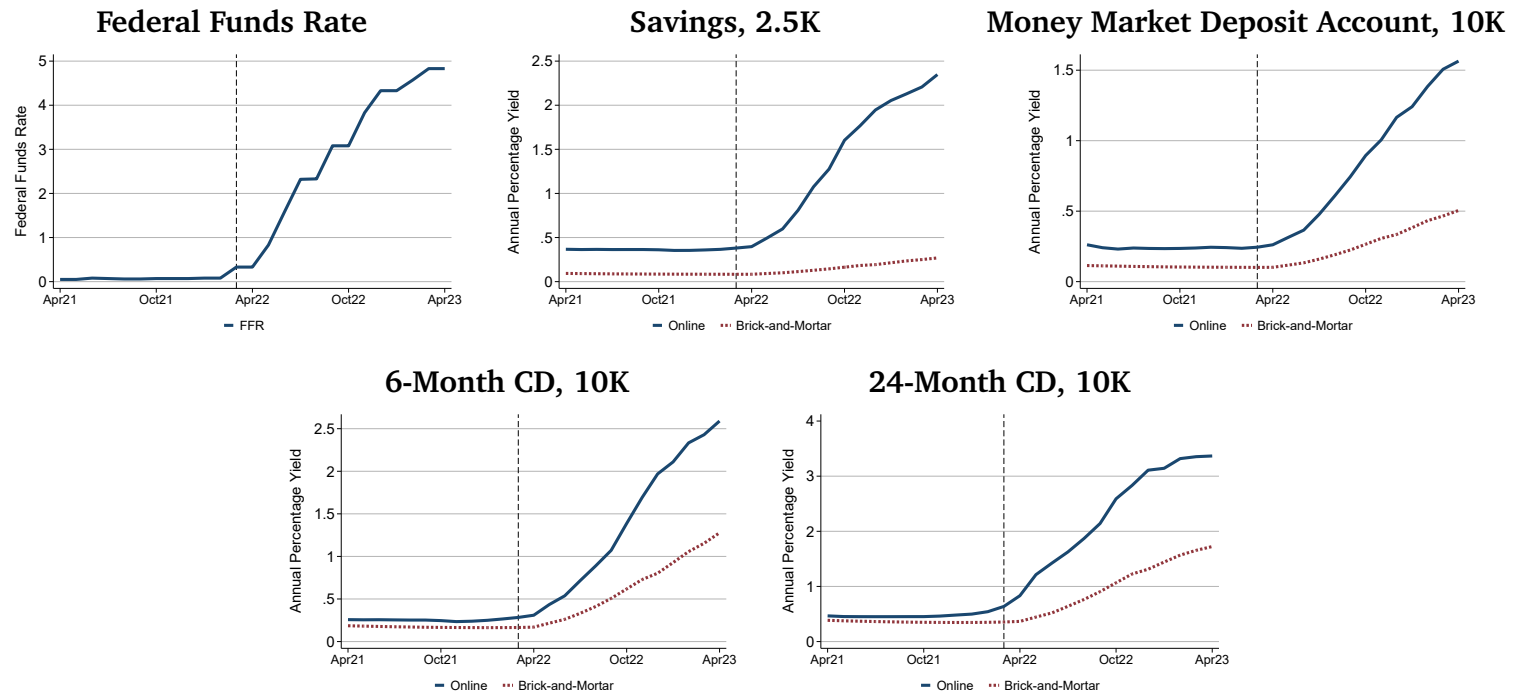 Federal Funds Rate
Federal Funds Rate
5
4
3
2
1
0
Apr21 Oct21 Apr22 Oct22 Apr23
FFR
Savings, 2.5K
Annual Percentage Yield
2.5
2
1.5
1
.5
0
Apr21 Oct21 Apr22 Oct22 Apr23
Online Brick-and-Mortar
Money Market Deposit Account, 10K
Annual Percentage Yield
1.5
1
.5
0
Apr21 Oct21 Apr22 Oct22 Apr23
Online Brick-and-Mortar
6-Month CD, 10K
Annual Percentage Yield
2.5
2
1.5
1
.5
0
Apr21 Oct21 Apr22 Oct22 Apr23
Online Brick-and-Mortar
24-Month CD, 10K
Annual Percentage Yield
4
3
2
1
0
Apr21 Oct21 Apr22 Oct22 Apr23
Online Brick-and-Mortar